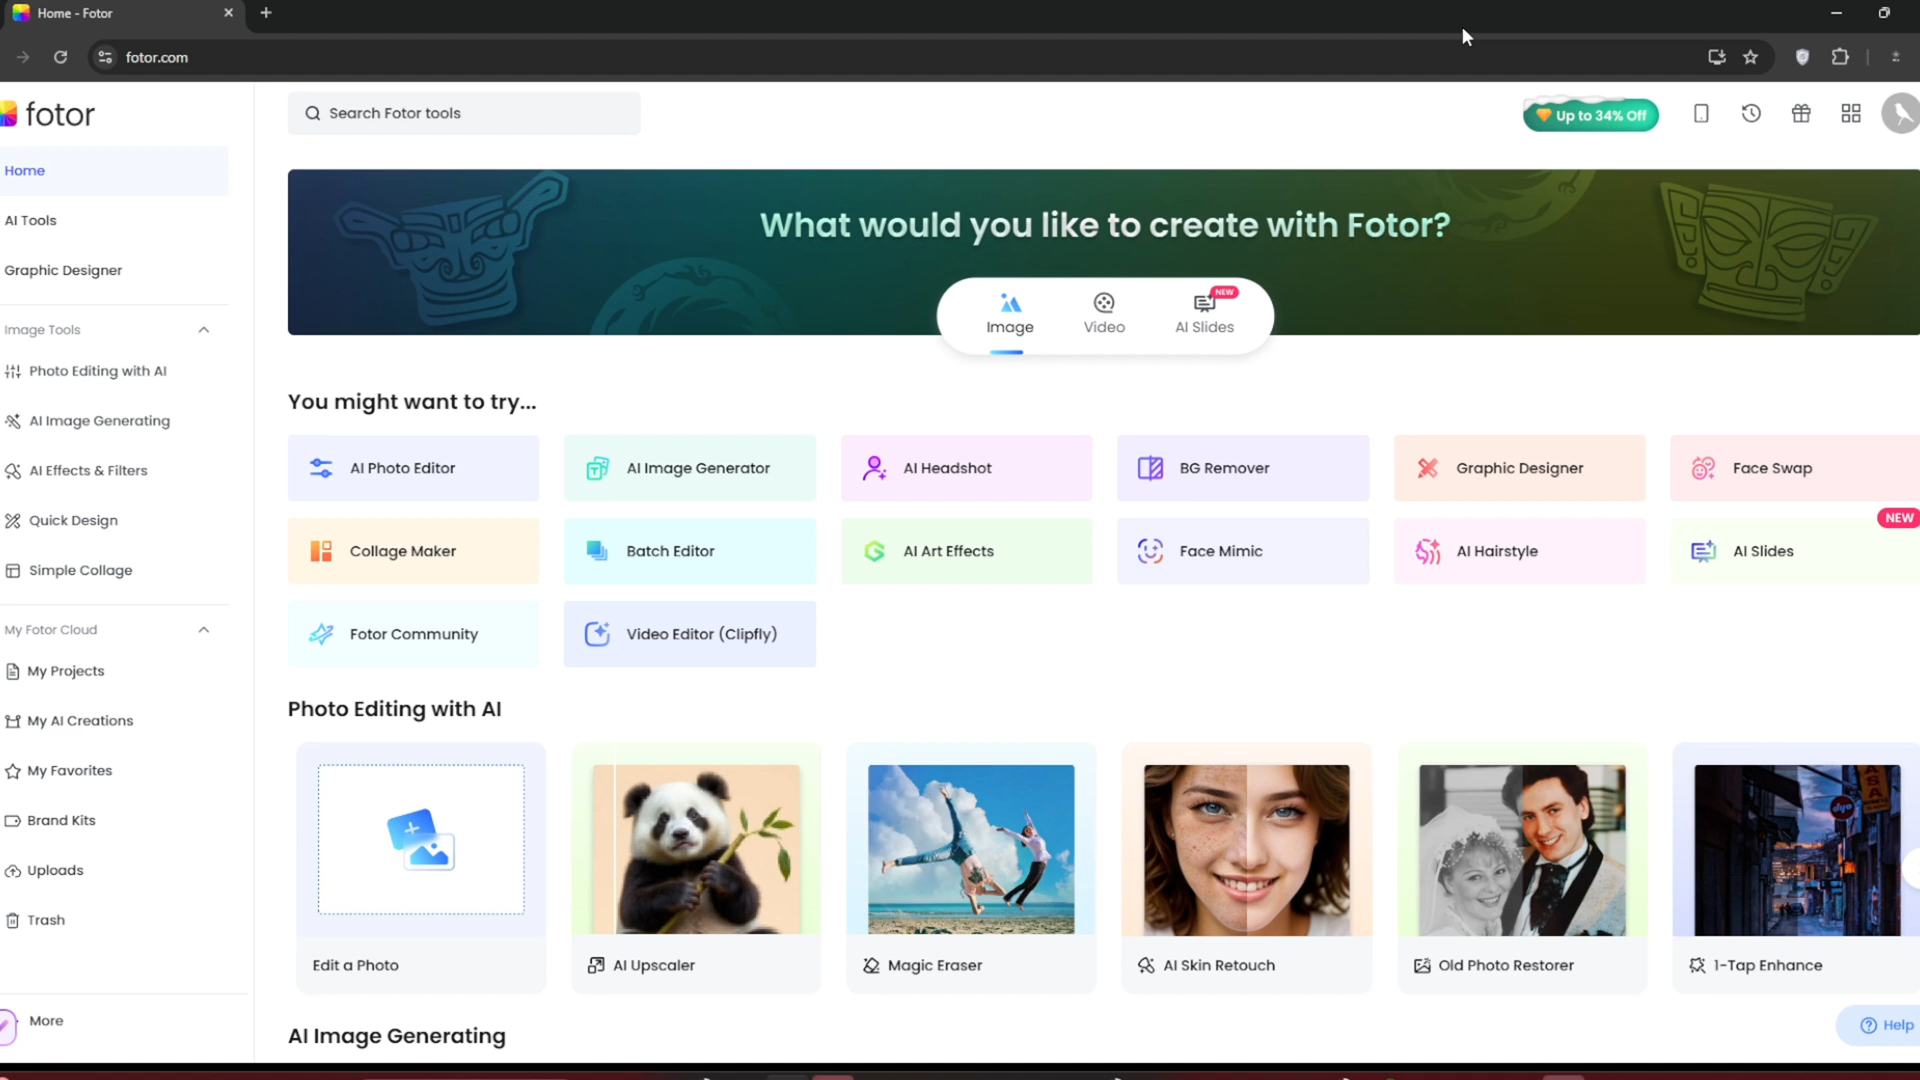 Home - Fotor
fotor.com
fotor
Search Fotor tools
Up to 34% Off
Home
AI Tools
Graphic Designer
Image Tools
Photo Editing with AI
AI Image Generating
AI Effects & Filters
Quick Design
Simple Collage
My Fotor Cloud
My Projects
My AI Creations
My Favorites
Brand Kits
Uploads
Trash
More
What would you like to create with Fotor?
Image
Video
NEW
AI Slides
You might want to try...
AI Photo Editor
AI Image Generator
AI Headshot
BG Remover
Graphic Designer
Face Swap
Collage Maker
Batch Editor
AI Art Effects
Face Mimic
AI Hairstyle
NEW
AI Slides
Fotor Community
Video Editor (Clipfly)
Photo Editing with AI
Edit a Photo
AI Upscaler
Magic Eraser
AI Skin Retouch
Old Photo Restorer
1-Tap Enhance
AI Image Generating
Help